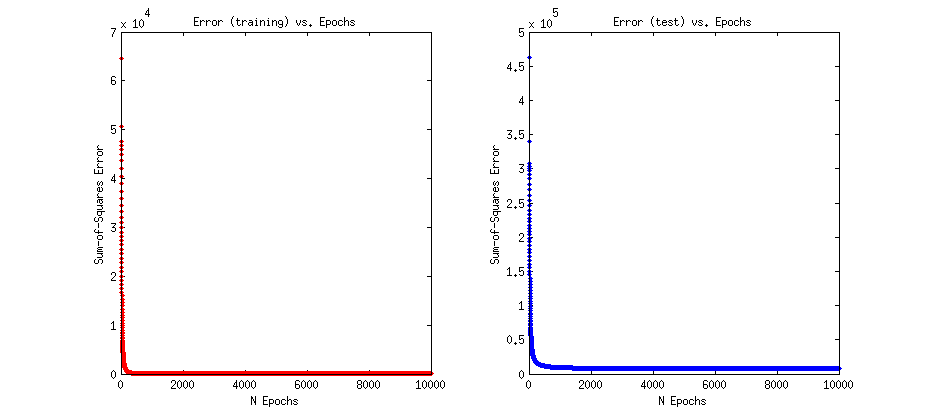 Error (training) vs. Epochs
x 10^4
7
6
5
4
3
2
1
0
Sum-of-Squares Error
0 2000 4000 6000 8000 10000
N Epochs
Error (test) vs. Epochs
x 10^5
5
4.5
4
3.5
3
2.5
2
1.5
1
0.5
0
Sum-of-Squares Error
0 2000 4000 6000 8000 10000
N Epochs